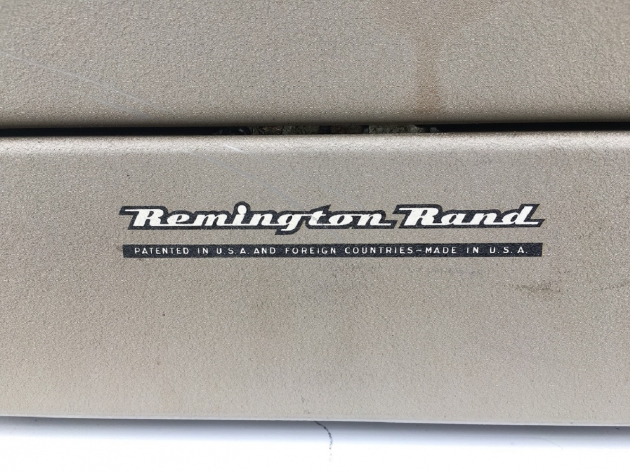 Remington Rand
PATENTED IN U.S.A. AND FOREIGN COUNTRIES—MADE IN U.S.A.